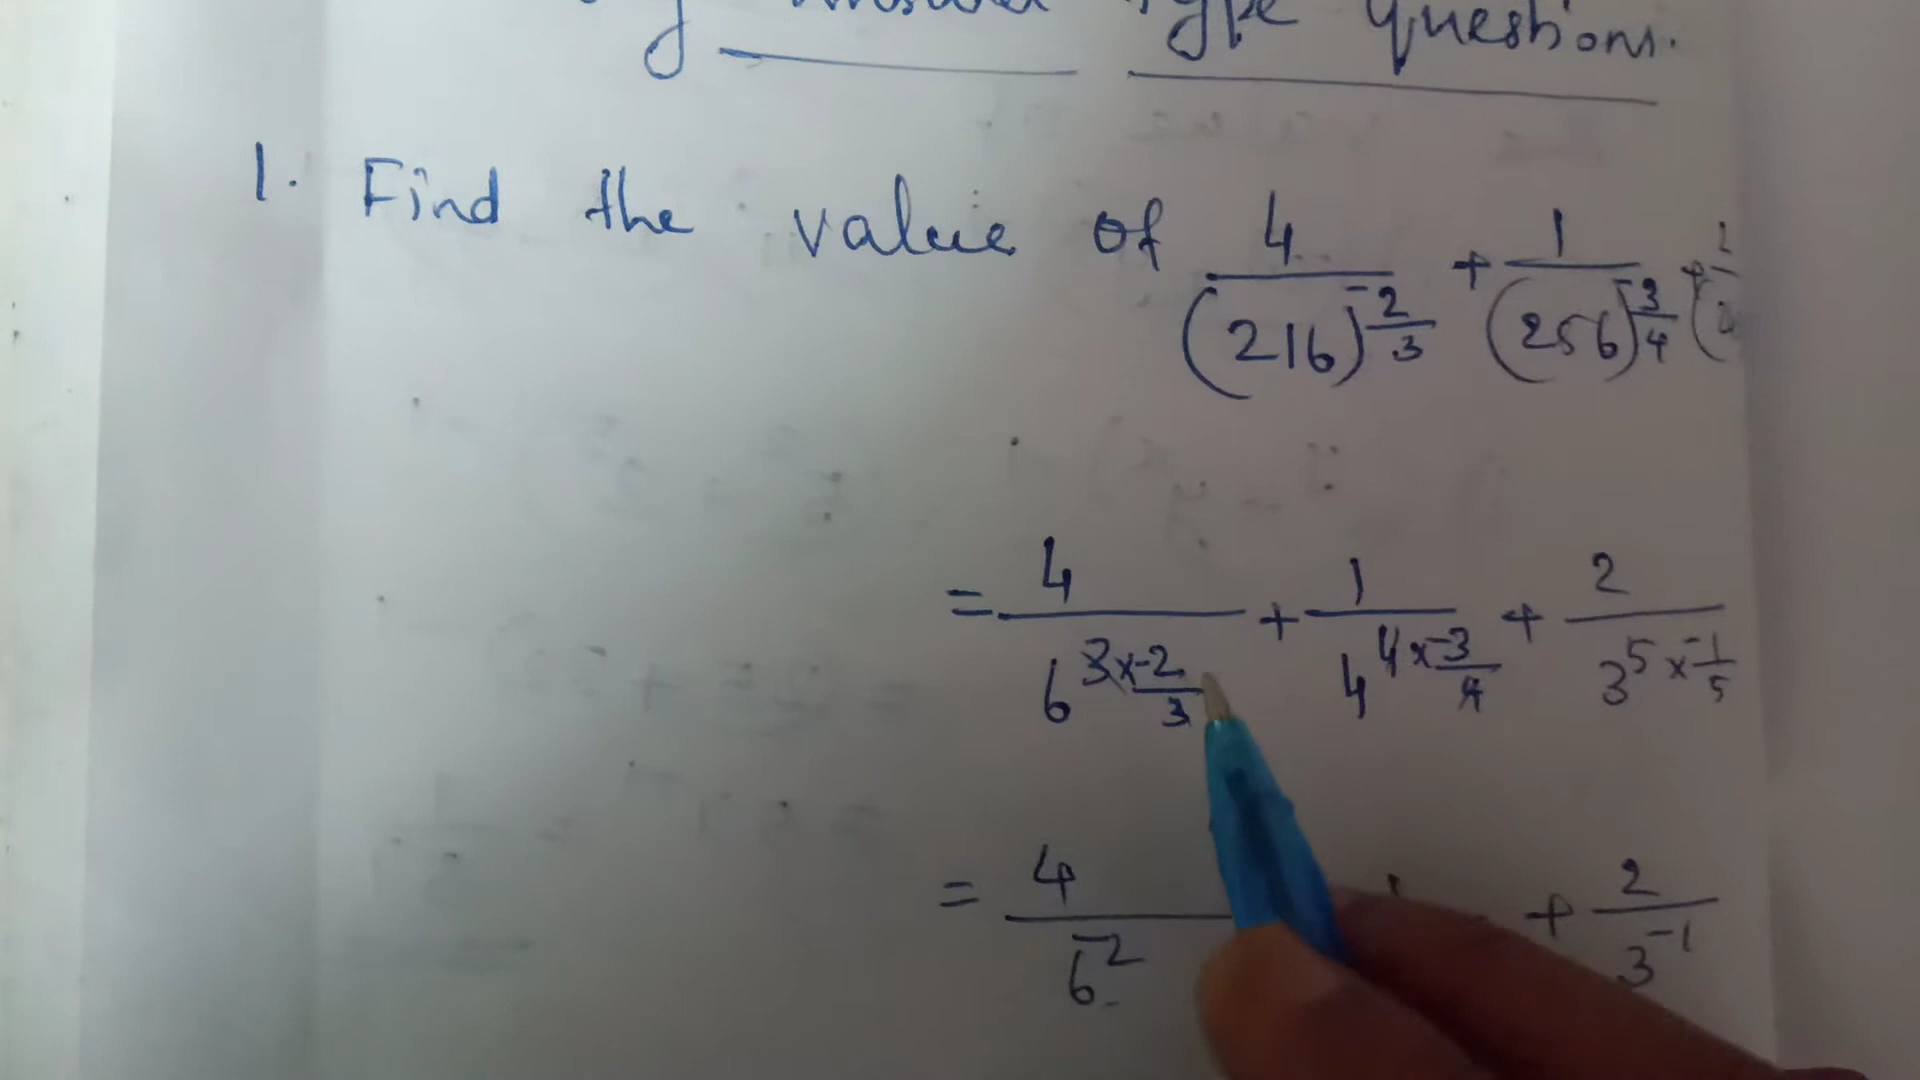 Type Questions.
1. Find the value of 4/(216)^-2/3 + 1/(256)^-3/4 +
= 4/6^3×-2/3 + 1/4^4×-3/4 + 2/3^5×-1/5
= 4/6^-2 + 2/3^-1